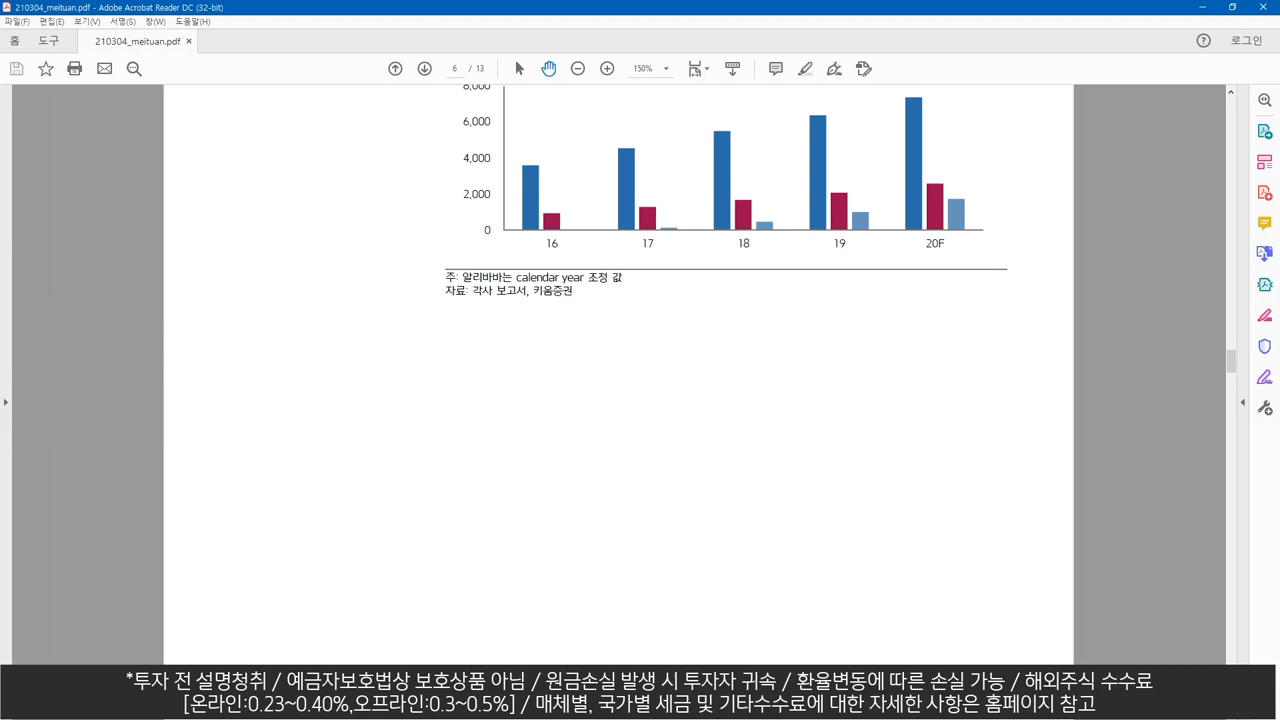 210304_meituan.pdf - Adobe Acrobat Reader DC (32-bit)
파일(F) 편집(E) 보기(V) 서명(S) 창(W) 도움말(H)
홈 도구 210304_meituan.pdf × 로그인
6 / 13 150%
8,000
6,000
4,000
2,000
0
16 17 18 19 20F
주: 알리바바는 calendar year 조정 값
자료: 각사 보고서, 키움증권
*투자 전 설명청취 / 예금자보호법상 보호상품 아님 / 원금손실 발생 시 투자자 귀속 / 환율변동에 따른 손실 가능 / 해외주식 수수료
[온라인:0.23~0.40%,오프라인:0.3~0.5%] / 매체별, 국가별 세금 및 기타수수료에 대한 자세한 사항은 홈페이지 참고